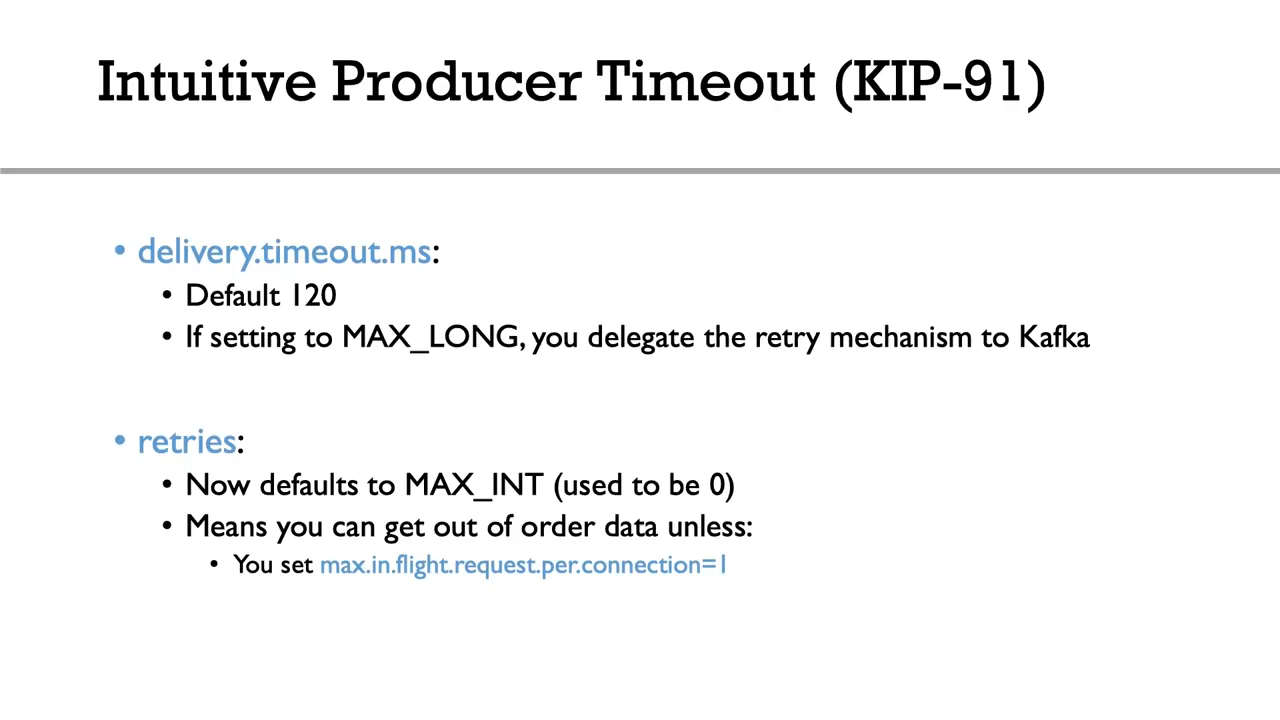 Intuitive Producer Timeout (KIP-91)
• delivery.timeout.ms:
• Default 120
• If setting to MAX_LONG, you delegate the retry mechanism to Kafka
• retries:
• Now defaults to MAX_INT (used to be 0)
• Means you can get out of order data unless:
• You set max.in.flight.request.per.connection=1